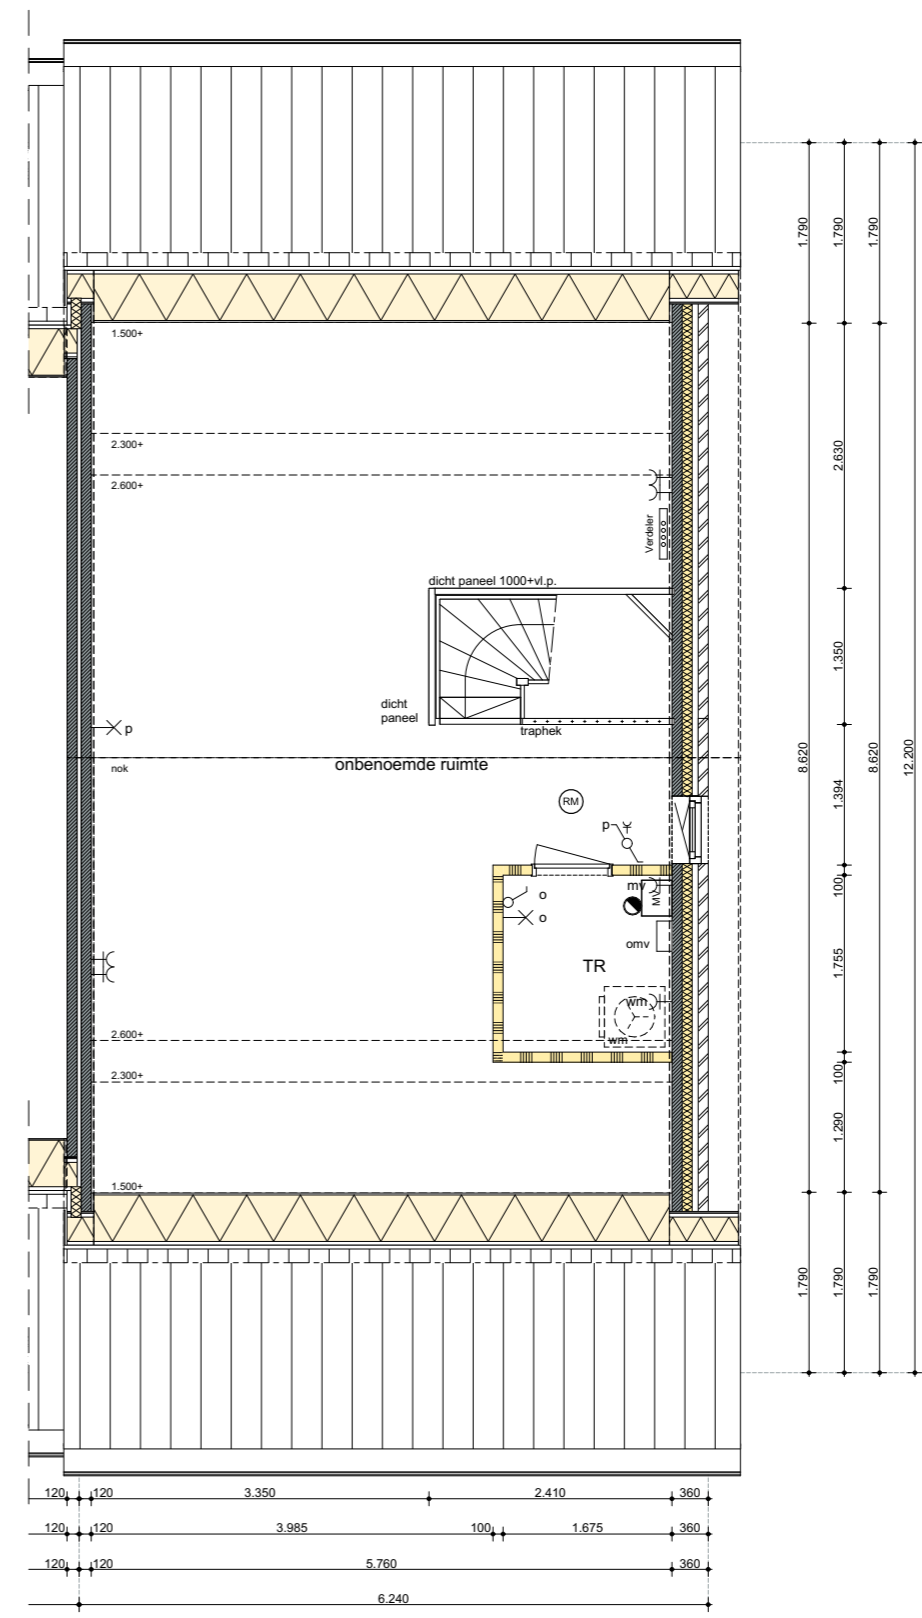 1.500+
2.300+
2.600+
Verdeler
dicht paneel 1000+vl.p.
dicht
paneel
traphek
p
nok
onbenoemde ruimte
RM
p
mv
MV
o
o
omv
TR
wm
wm
2.600+
2.300+
1.500+
1.790
1.790
1.790
2.630
1.350
8.620
1.394
8.620
12.200
100
1.755
100
1.290
1.790
1.790
1.790
120 120 3.350 2.410 360
120 120 3.985 100 1.675 360
120 120 5.760 360
6.240